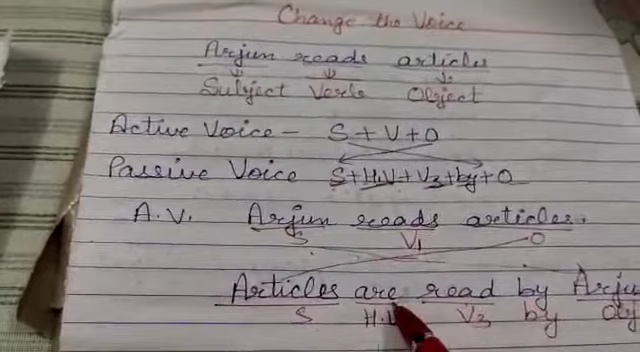 Change the Voice
Arjun reads articles
Subject Verb Object
Active Voice - S + V + O
Passive Voice S + H.V + V3 + by + O
A.V. Arjun reads articles.
S V1 O
Articles are read by Arju
S H.V V3 by Obj